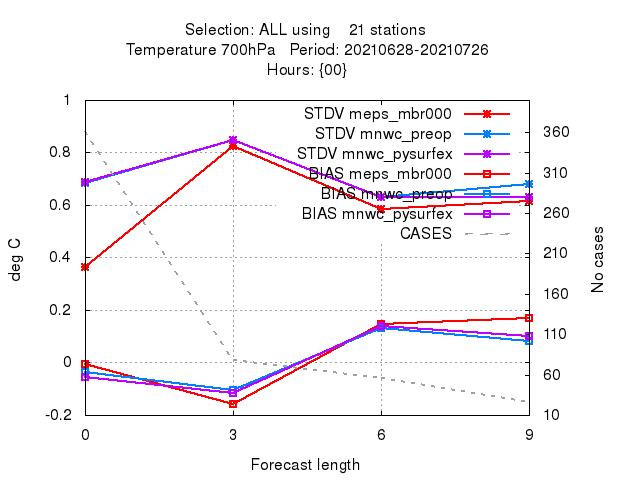 Selection: ALL using    21 stations
Temperature 700hPa   Period: 20210628-20210726
Hours: {00}
STDV meps_mbr000
STDV mnwc_preop
STDV mnwc_pysurfex
BIAS meps_mbr000
BIAS mnwc_preop
BIAS mnwc_pysurfex
CASES
1
0.8
0.6
0.4
0.2
0
-0.2
deg C
360
310
260
210
160
110
60
10
No cases
0 3 6 9
Forecast length